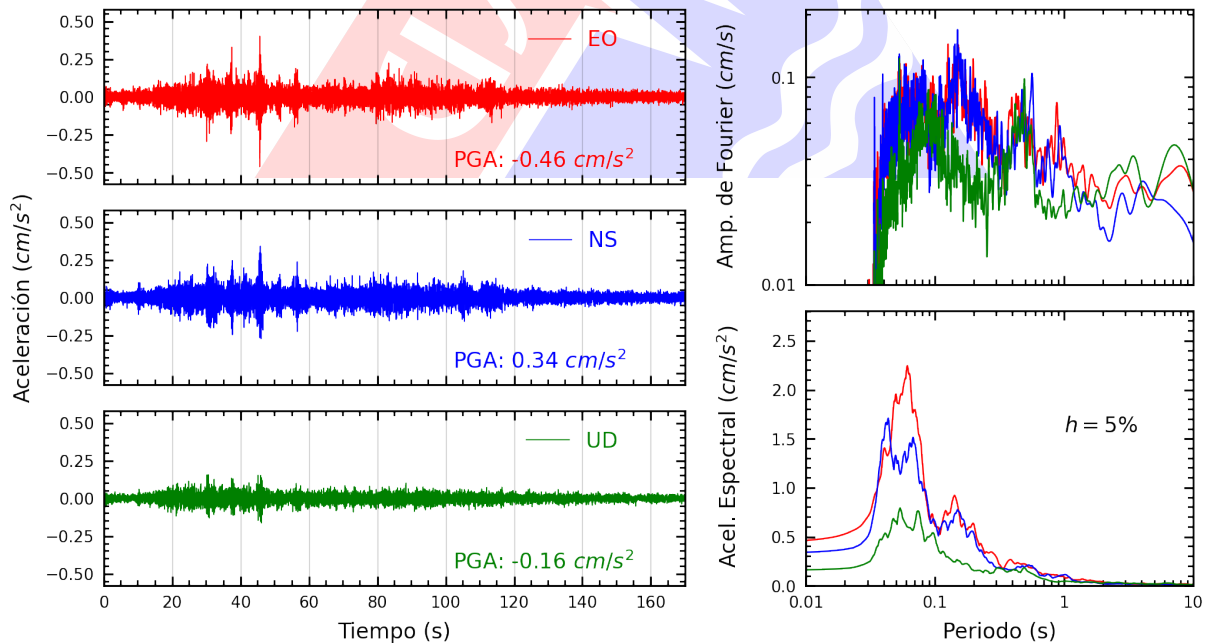 0.50
0.25
0.00
−0.25
−0.50
EO
PGA: -0.46 cm/s²
0.50
0.25
0.00
−0.25
−0.50
NS
PGA: 0.34 cm/s²
0.50
0.25
0.00
−0.25
−0.50
UD
PGA: -0.16 cm/s²
0 20 40 60 80 100 120 140 160
Tiempo (s)
Aceleración (cm/s²)
0.1
0.01
Amp. de Fourier (cm/s)
2.5
2.0
1.5
1.0
0.5
0.0
h = 5%
Acel. Espectral (cm/s²)
0.01 0.1 1 10
Periodo (s)